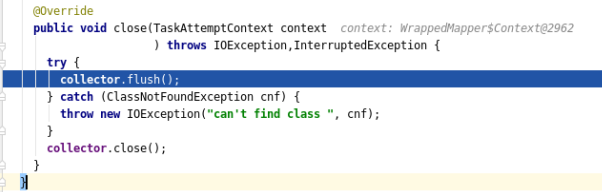 @Override
public void close(TaskAttemptContext context context: WrappedMapper$Context@2962
) throws IOException,InterruptedException {
try {
collector.flush();
} catch (ClassNotFoundException cnf) {
throw new IOException("can't find class ", cnf);
}
collector.close();
}
}